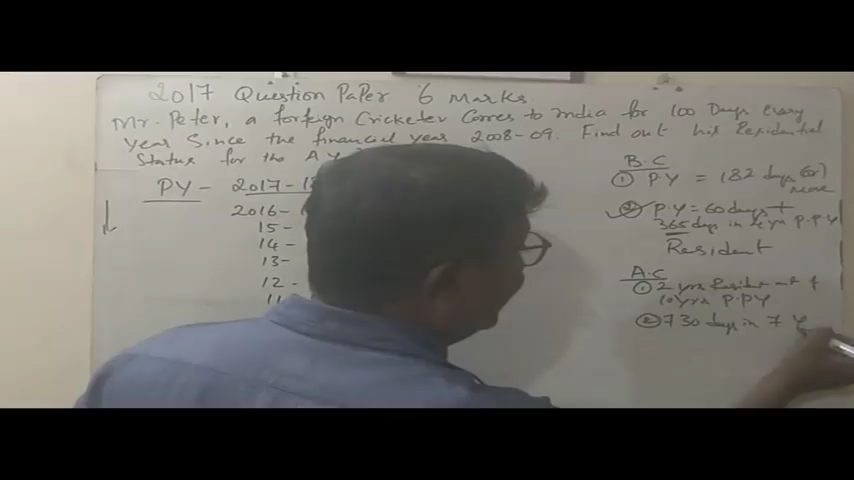 2017 Question Paper 6 Marks.
Mr. Peter, a foreign Cricketer Comes to India for 100 Days every
year Since the financial year 2008-09. Find out his Residential
Status for the A Y
PY - 2017-18
2016-
15-
14-
13-
12-
11
B.C
① P.Y = 182 days (or) more
② P.Y = 60 days +
365 days in 4 yrs P.P.Y
Resident
A.C
① 2 yrs Resident out of
10 yrs P.PY
② 730 days in 7 Y